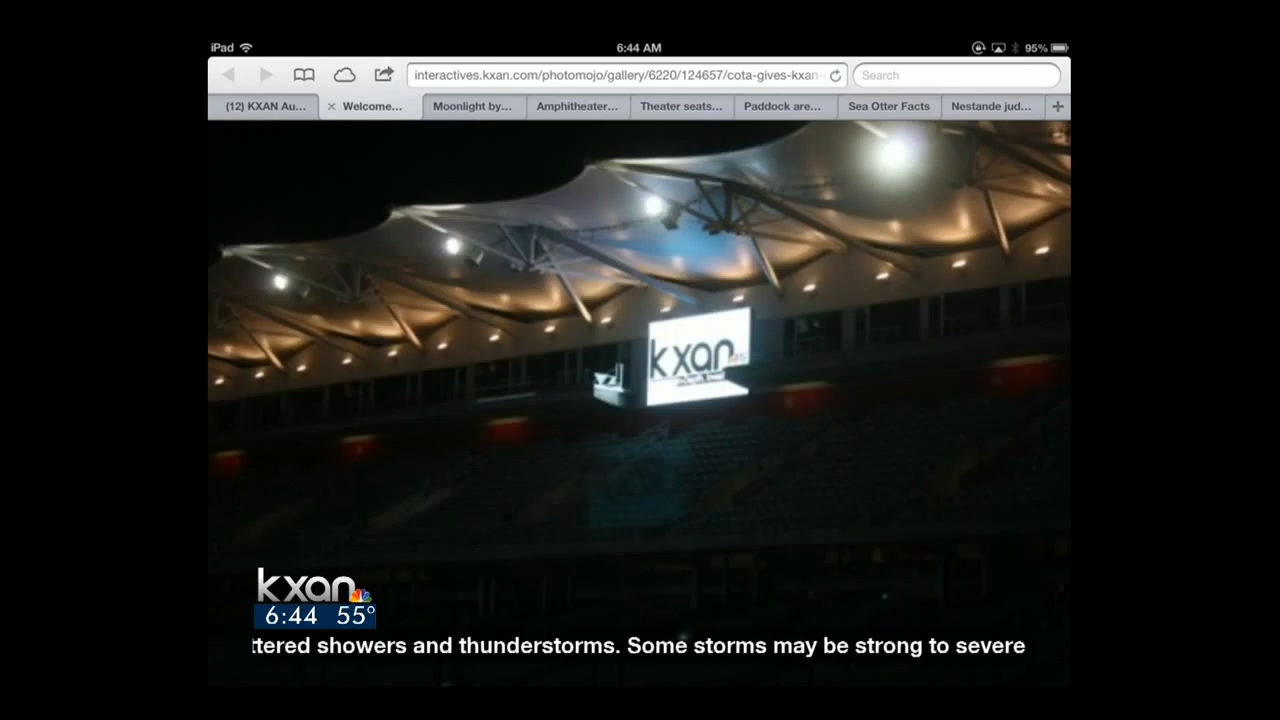 iPad 6:44 AM 95%
interactives.kxan.com/photomojo/gallery/6220/124657/cota-gives-kxan- Search
(12) KXAN Au... Welcome... Moonlight by... Amphitheater... Theater seats... Paddock are... Sea Otter Facts Nestande jud...
kxan
kxan
6:44 55°
ttered showers and thunderstorms. Some storms may be strong to severe